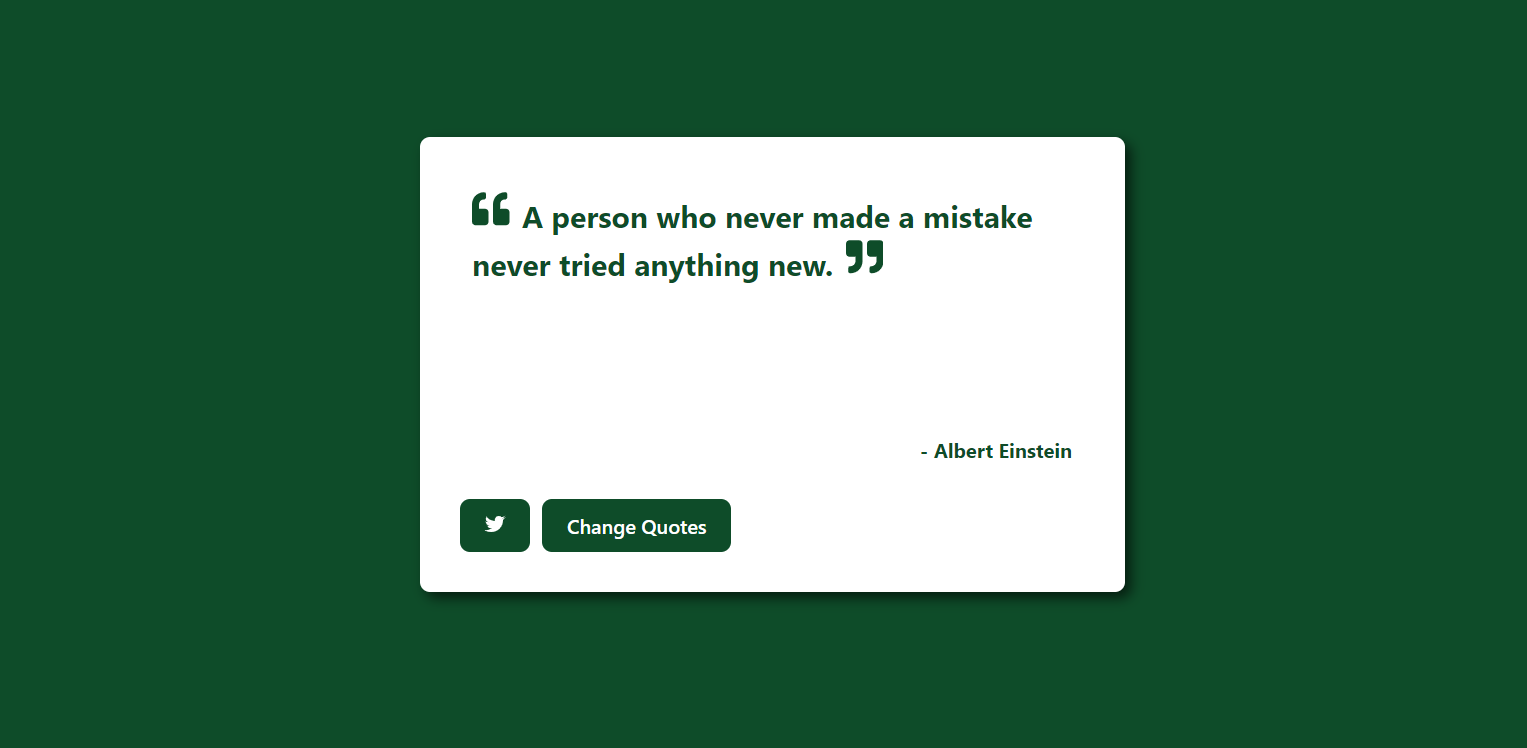 “ A person who never made a mistake
never tried anything new. ”
- Albert Einstein
Change Quotes